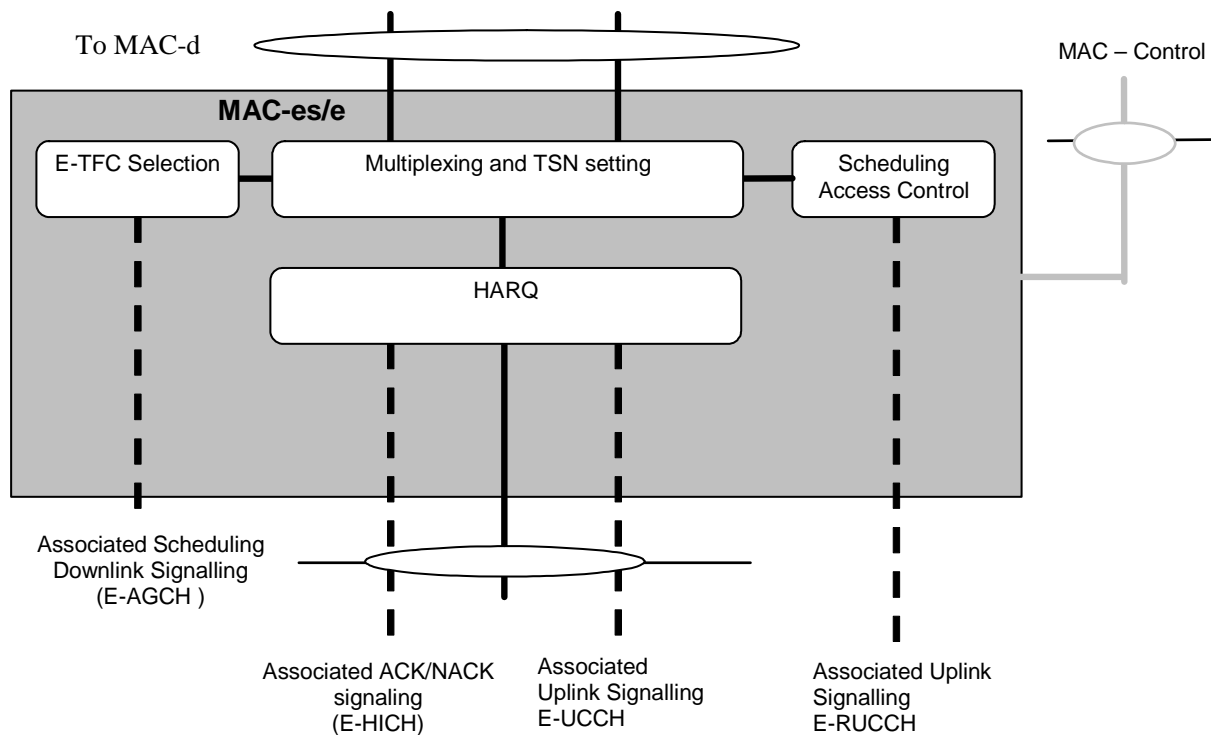 To MAC-d
MAC – Control
MAC-es/e
E-TFC Selection
Multiplexing and TSN setting
Scheduling
Access Control
HARQ
Associated Scheduling
Downlink Signalling
(E-AGCH )
Associated ACK/NACK
signaling
(E-HICH)
Associated
Uplink Signalling
E-UCCH
Associated Uplink
Signalling
E-RUCCH